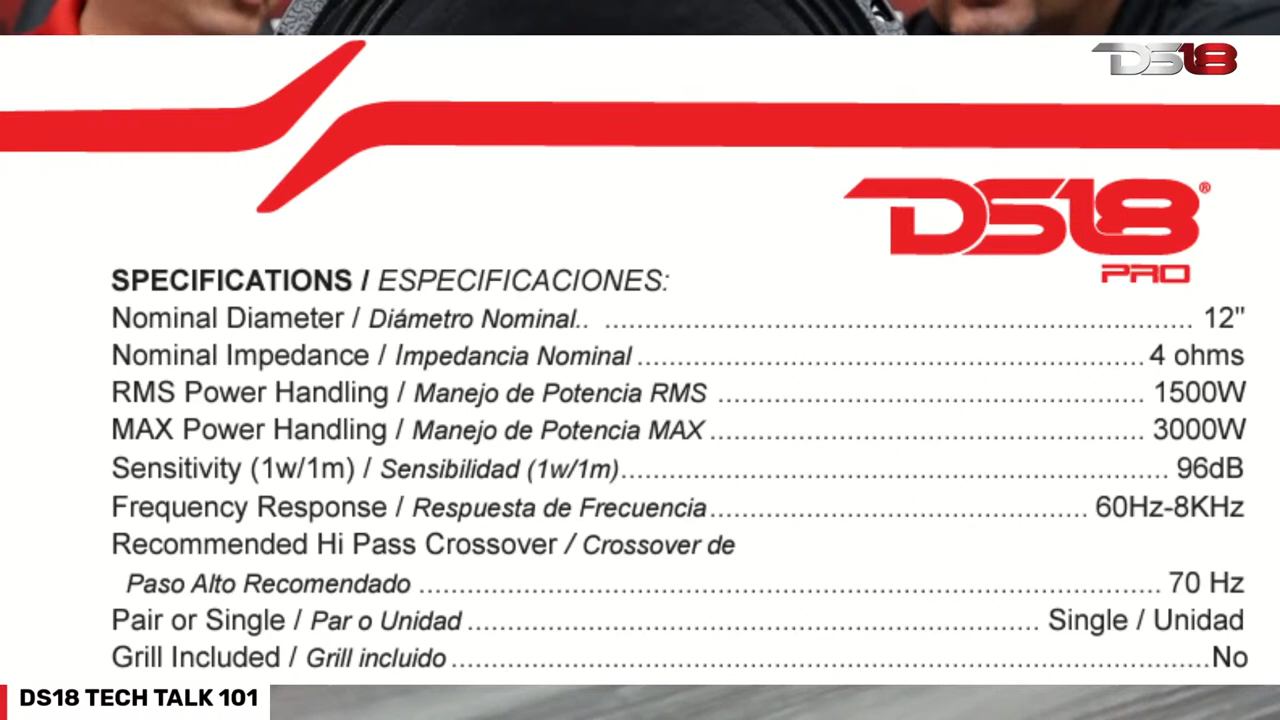 DS18
DS18®
PRO
SPECIFICATIONS / ESPECIFICACIONES:
Nominal Diameter / Diámetro Nominal.. ........................................................................ 12"
Nominal Impedance / Impedancia Nominal ............................................................. 4 ohms
RMS Power Handling / Manejo de Potencia RMS .................................................... 1500W
MAX Power Handling / Manejo de Potencia MAX ..................................................... 3000W
Sensitivity (1w/1m) / Sensibilidad (1w/1m).................................................................. 96dB
Frequency Response / Respuesta de Frecuencia.............................................. 60Hz-8KHz
Recommended Hi Pass Crossover / Crossover de
Paso Alto Recomendado ........................................................................................ 70 Hz
Pair or Single / Par o Unidad ...................................................................... Single / Unidad
Grill Included / Grill incluido ..........................................................................................No
DS18 TECH TALK 101